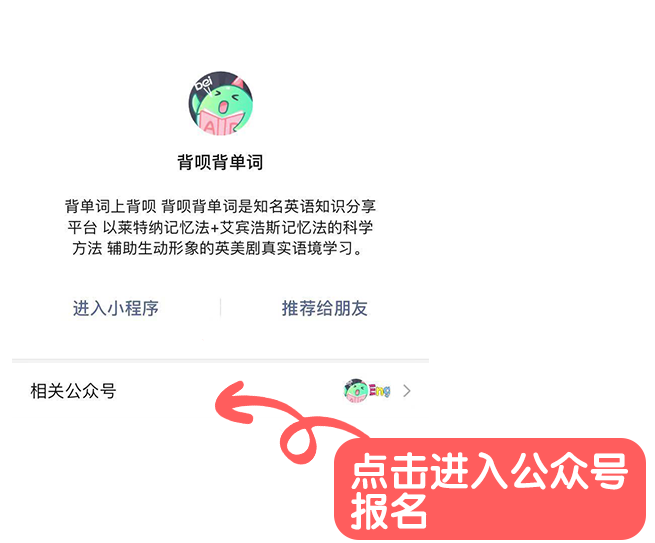 Bei
背呗背单词
背单词上背呗 背呗背单词是知名英语知识分享
平台 以莱特纳记忆法+艾宾浩斯记忆法的科学
方法 辅助生动形象的英美剧真实语境学习。
进入小程序
推荐给朋友
相关公众号
Eng
点击进入公众号
报名